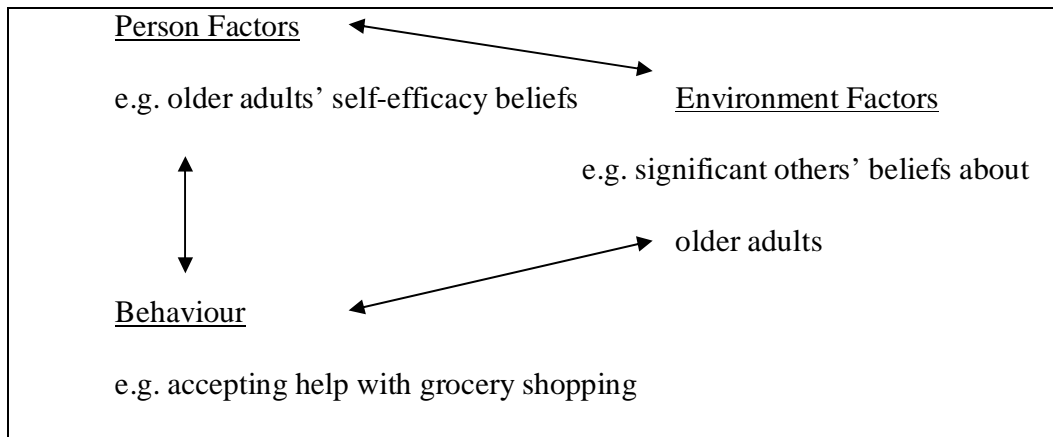 Person Factors
e.g. older adults’ self-efficacy beliefs
Environment Factors
e.g. significant others’ beliefs about
older adults
Behaviour
e.g. accepting help with grocery shopping